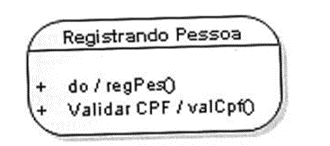 Registrando Pessoa
+ do / regPes()
+ Validar CPF / valCpf()